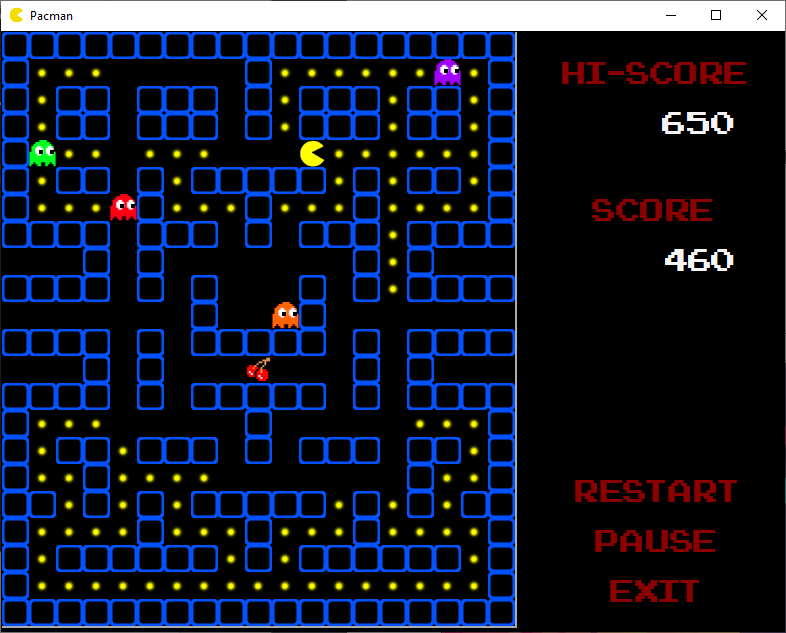 Pacman
HI-SCORE
650
SCORE
460
RESTART
PAUSE
EXIT